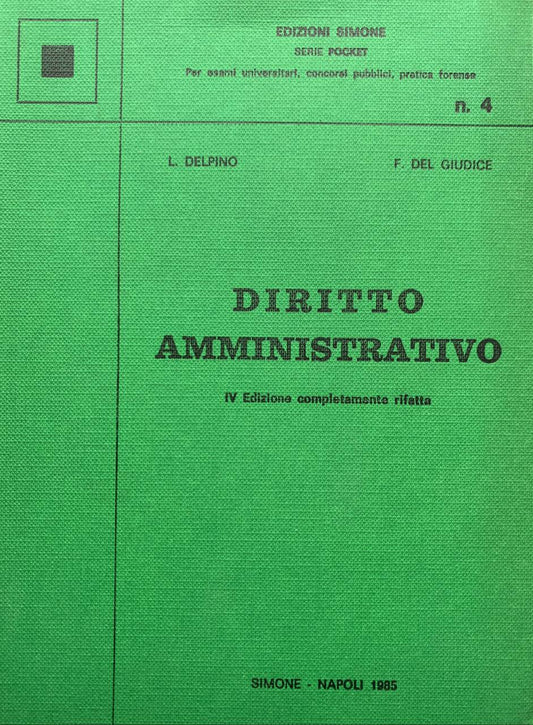 EDIZIONI SIMONE
SERIE POCKET
Per esami universitari, concorsi pubblici, pratica forense
n. 4
L. DELPINO F. DEL GIUDICE
DIRITTO
AMMINISTRATIVO
IV Edizione completamente rifatta
SIMONE - NAPOLI 1985